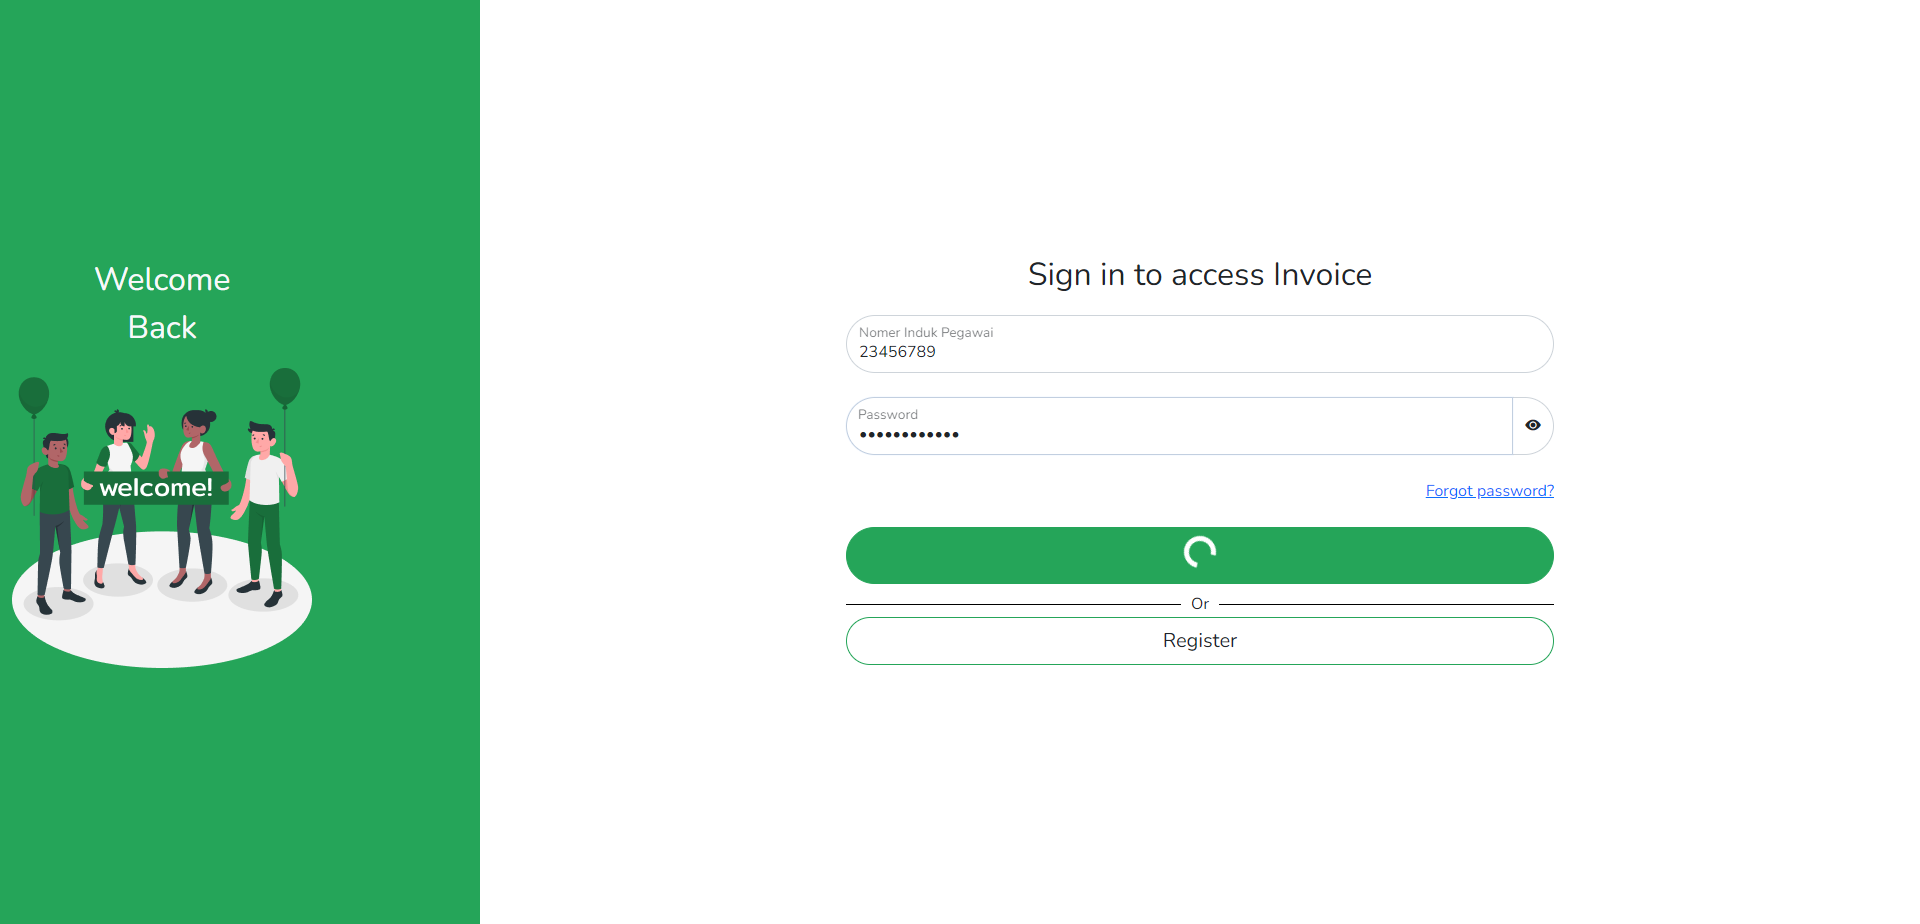 Welcome
Back
welcome!
Sign in to access Invoice
Nomer Induk Pegawai
23456789
Password
••••••••••••
Forgot password?
Or
Register